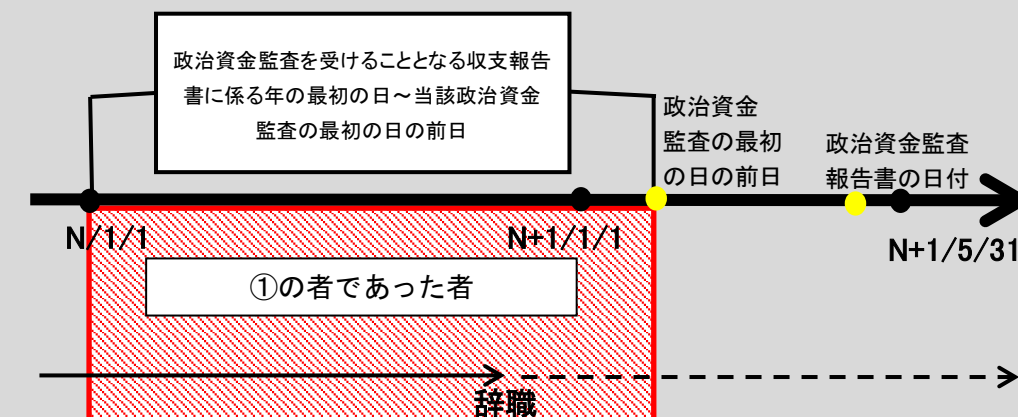 政治資金監査を受けることとなる収支報告
書に係る年の最初の日～当該政治資金
監査の最初の日の前日
政治資金
監査の最初
の日の前日
政治資金監査
報告書の日付
N/1/1
N+1/1/1
N+1/5/31
①の者であった者
辞職